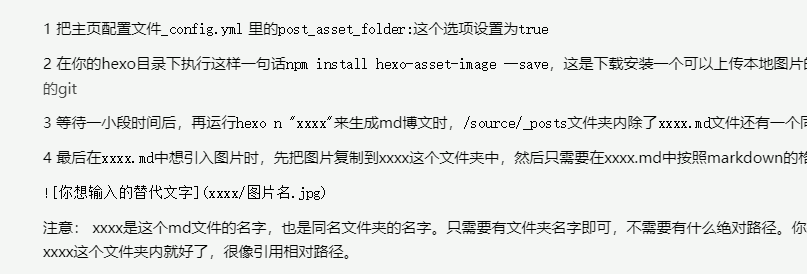 1 把主页配置文件_config.yml 里的post_asset_folder:这个选项设置为true
2 在你的hexo目录下执行这样一句话npm install hexo-asset-image —save，这是下载安装一个可以上传本地图片的
的git
3 等待一小段时间后，再运行hexo n "xxxx"来生成md博文时，/source/_posts文件夹内除了xxxx.md文件还有一个同
4 最后在xxxx.md中想引入图片时，先把图片复制到xxxx这个文件夹中，然后只需要在xxxx.md中按照markdown的格
![你想输入的替代文字](xxxx/图片名.jpg)
注意： xxxx是这个md文件的名字，也是同名文件夹的名字。只需要有文件夹名字即可，不需要有什么绝对路径。你
xxxx这个文件夹内就好了，很像引用相对路径。